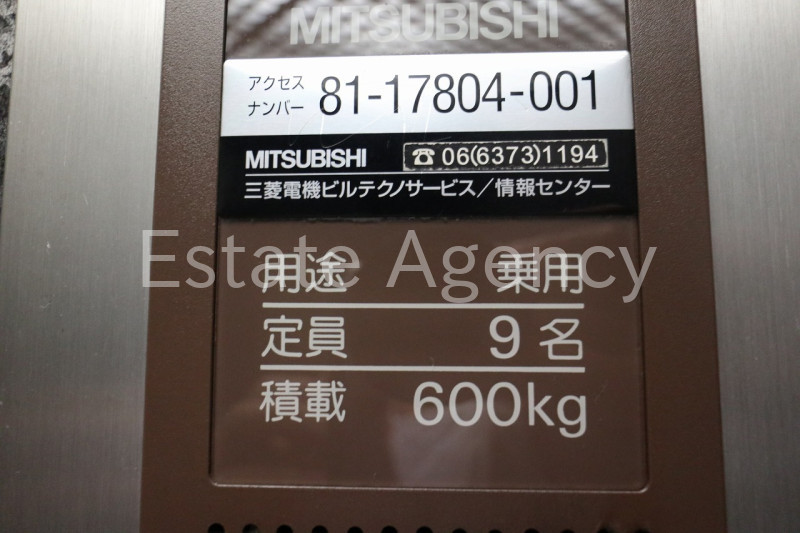 MITSUBISHI
アクセス
ナンバー 81-17804-001
MITSUBISHI ☎ 06(6373)1194
三菱電機ビルテクノサービス/情報センター
Estate Agency
用途 乗用
定員 9名
積載 600kg